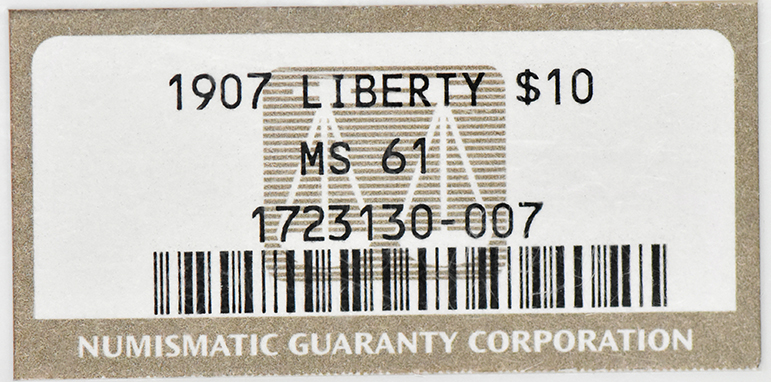 1907 LIBERTY $10
MS 61
1723130-007
NUMISMATIC GUARANTY CORPORATION